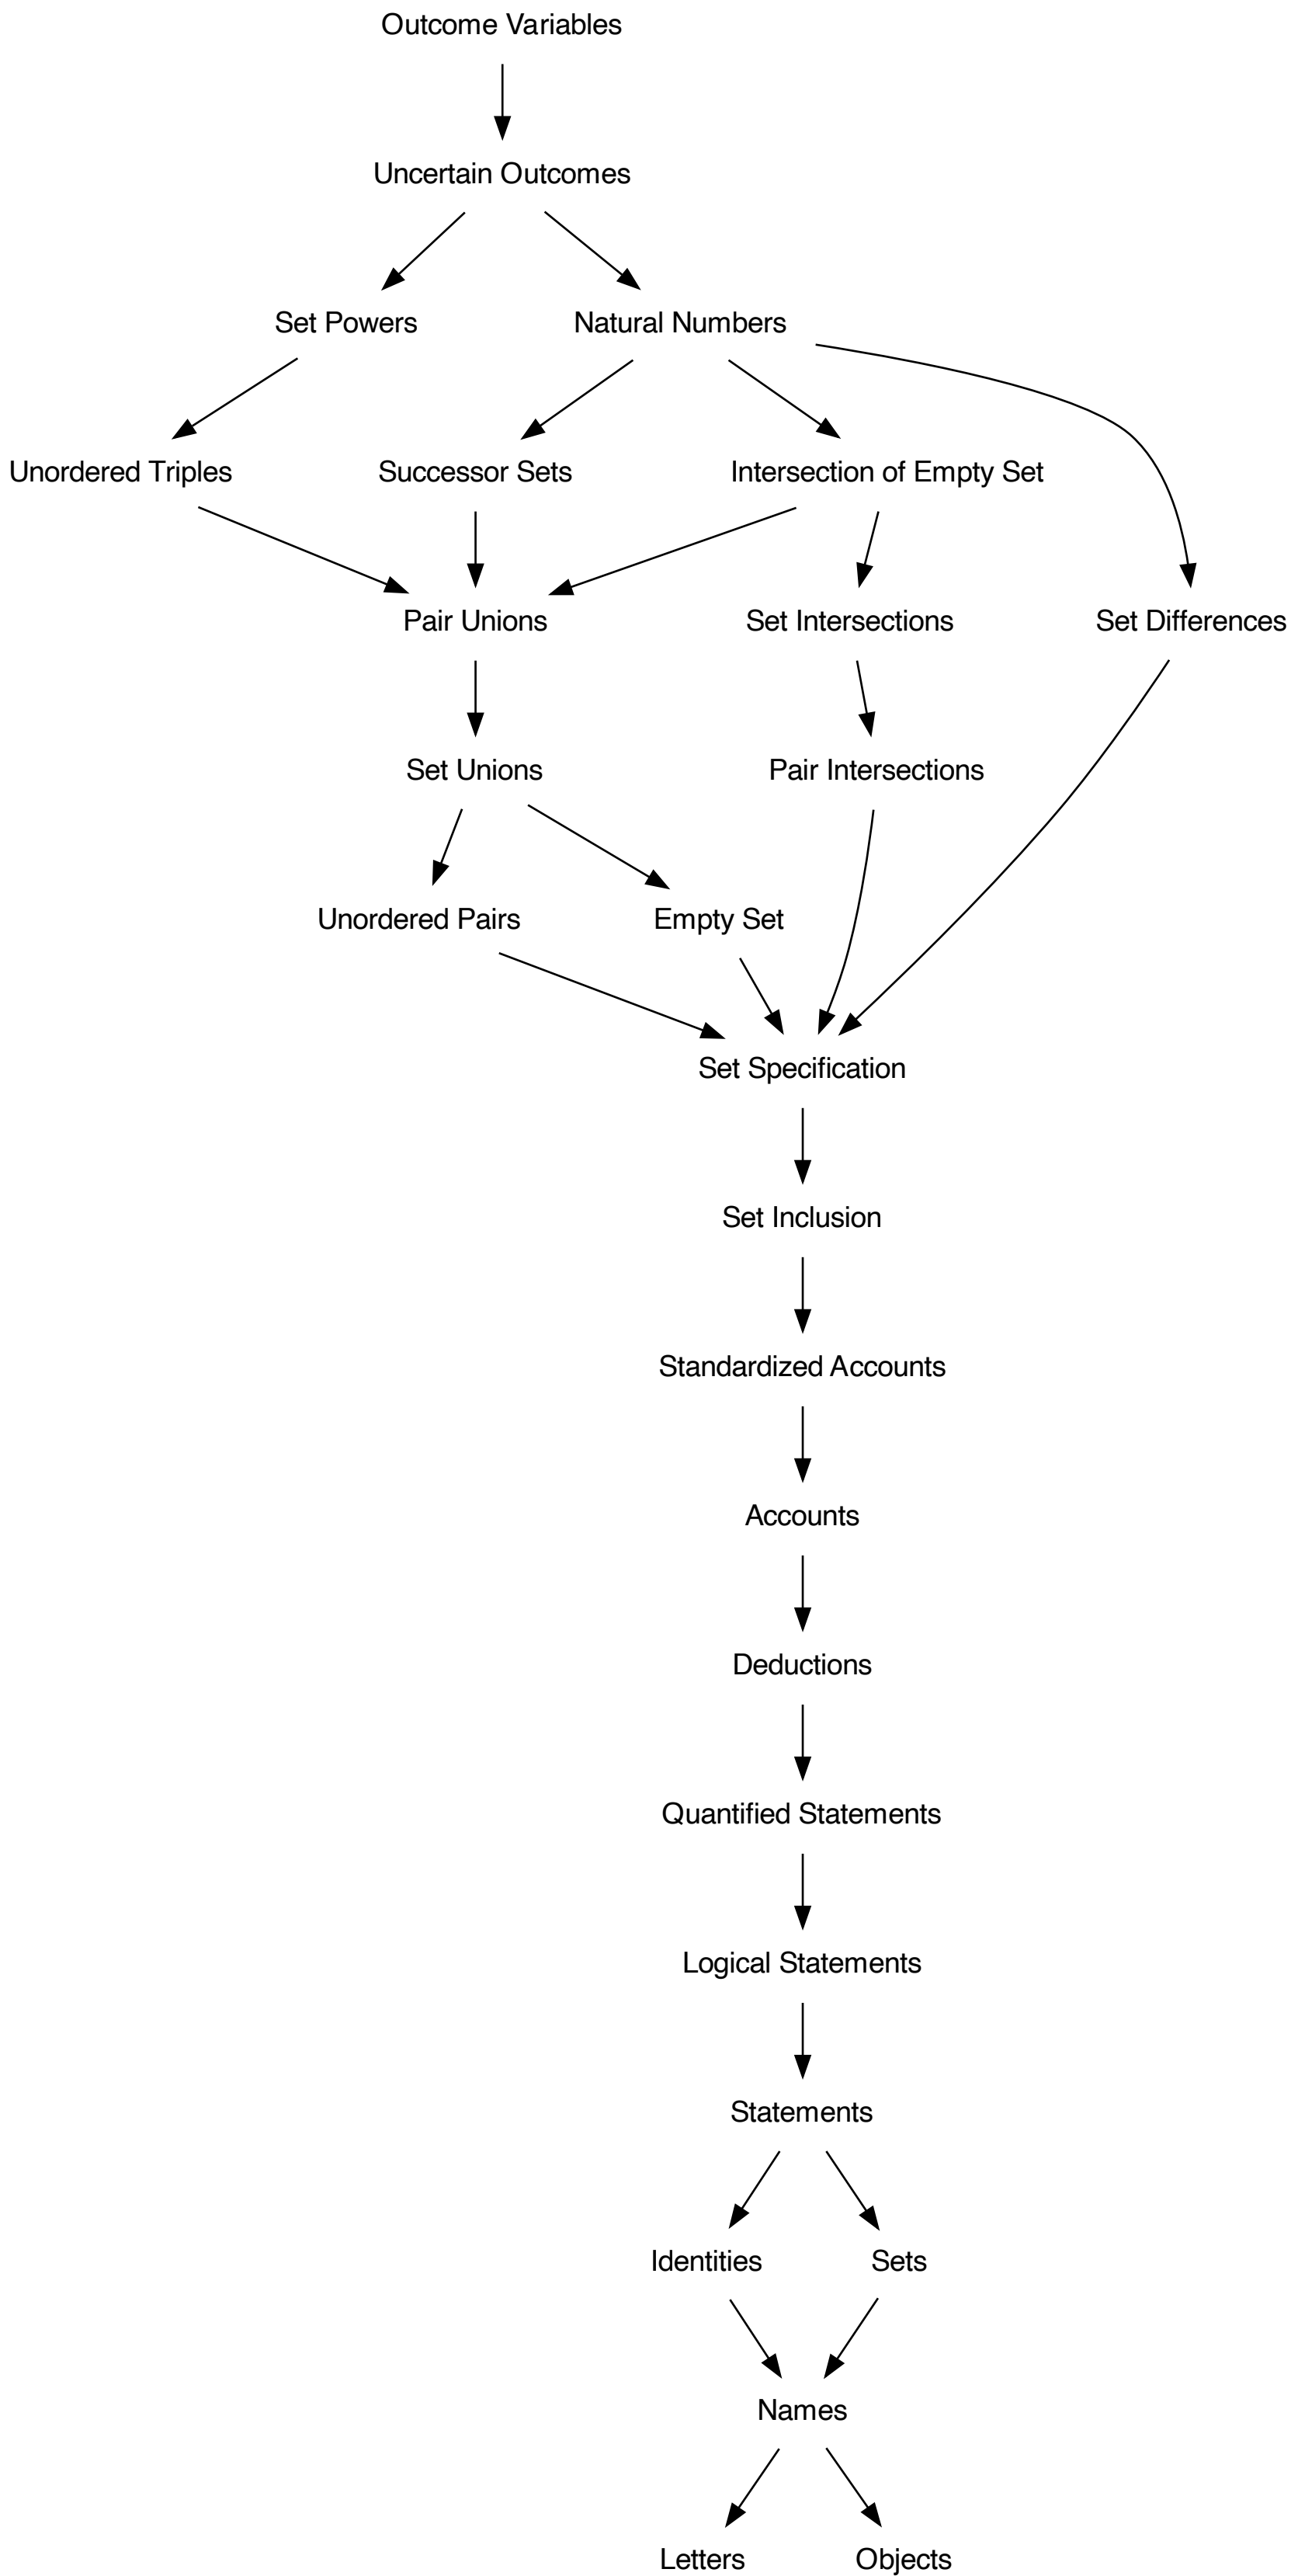 Outcome Variables
Uncertain Outcomes
Set Powers
Natural Numbers
Unordered Triples
Successor Sets
Intersection of Empty Set
Pair Unions
Set Intersections
Set Differences
Set Unions
Pair Intersections
Unordered Pairs
Empty Set
Set Specification
Set Inclusion
Standardized Accounts
Accounts
Deductions
Quantified Statements
Logical Statements
Statements
Identities
Sets
Names
Letters
Objects